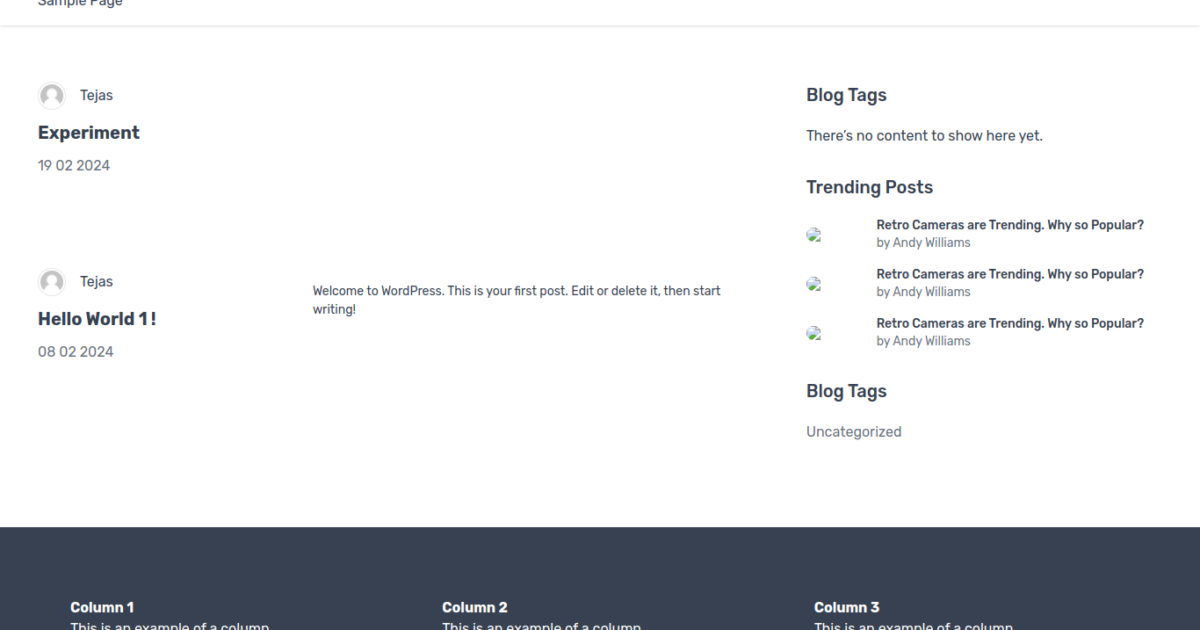 Sample Page
Tejas
Experiment
19 02 2024
Tejas
Hello World 1!
08 02 2024
Welcome to WordPress. This is your first post. Edit or delete it, then start
writing!
Blog Tags
There’s no content to show here yet.
Trending Posts
Retro Cameras are Trending. Why so Popular?
by Andy Williams
Retro Cameras are Trending. Why so Popular?
by Andy Williams
Retro Cameras are Trending. Why so Popular?
by Andy Williams
Blog Tags
Uncategorized
Column 1
This is an example of a column
Column 2
This is an example of a column
Column 3
This is an example of a column